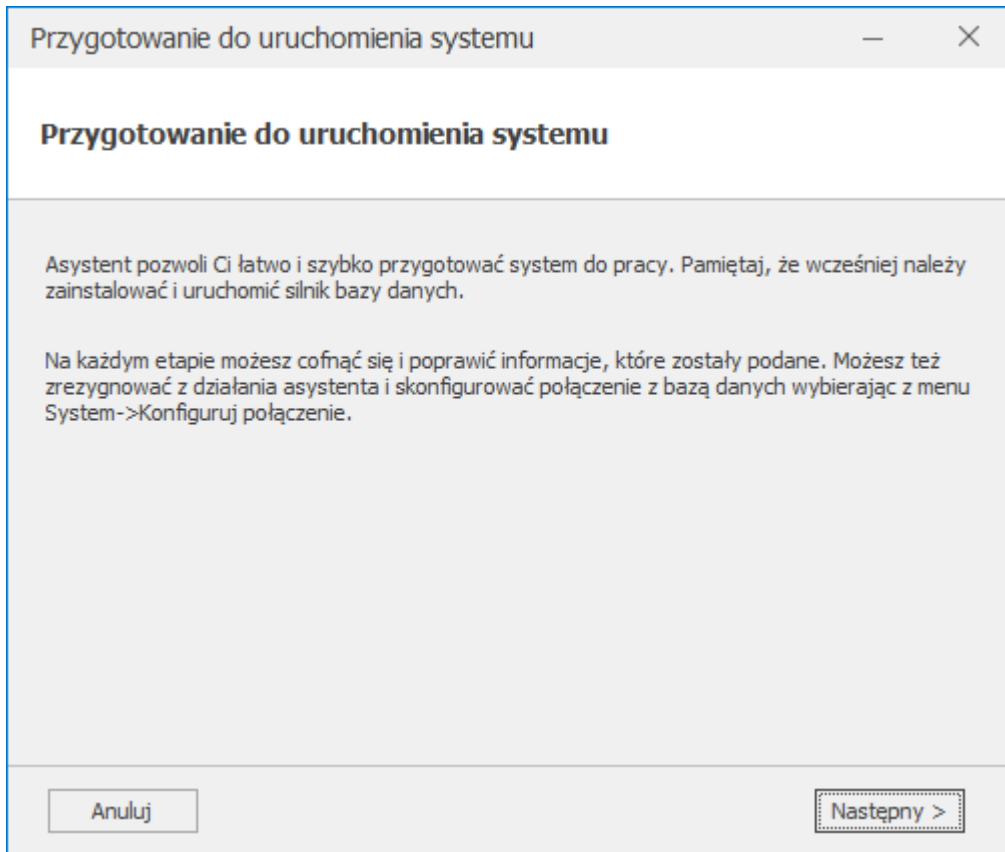 Przygotowanie do uruchomienia systemu
Przygotowanie do uruchomienia systemu
Asystent pozwoli Ci łatwo i szybko przygotować system do pracy. Pamiętaj, że wcześniej należy
zainstalować i uruchomić silnik bazy danych.
Na każdym etapie możesz cofnąć się i poprawić informacje, które zostały podane. Możesz też
zrezygnować z działania asystenta i skonfigurować połączenie z bazą danych wybierając z menu
System->Konfiguruj połączenie.
Anuluj
Następny >